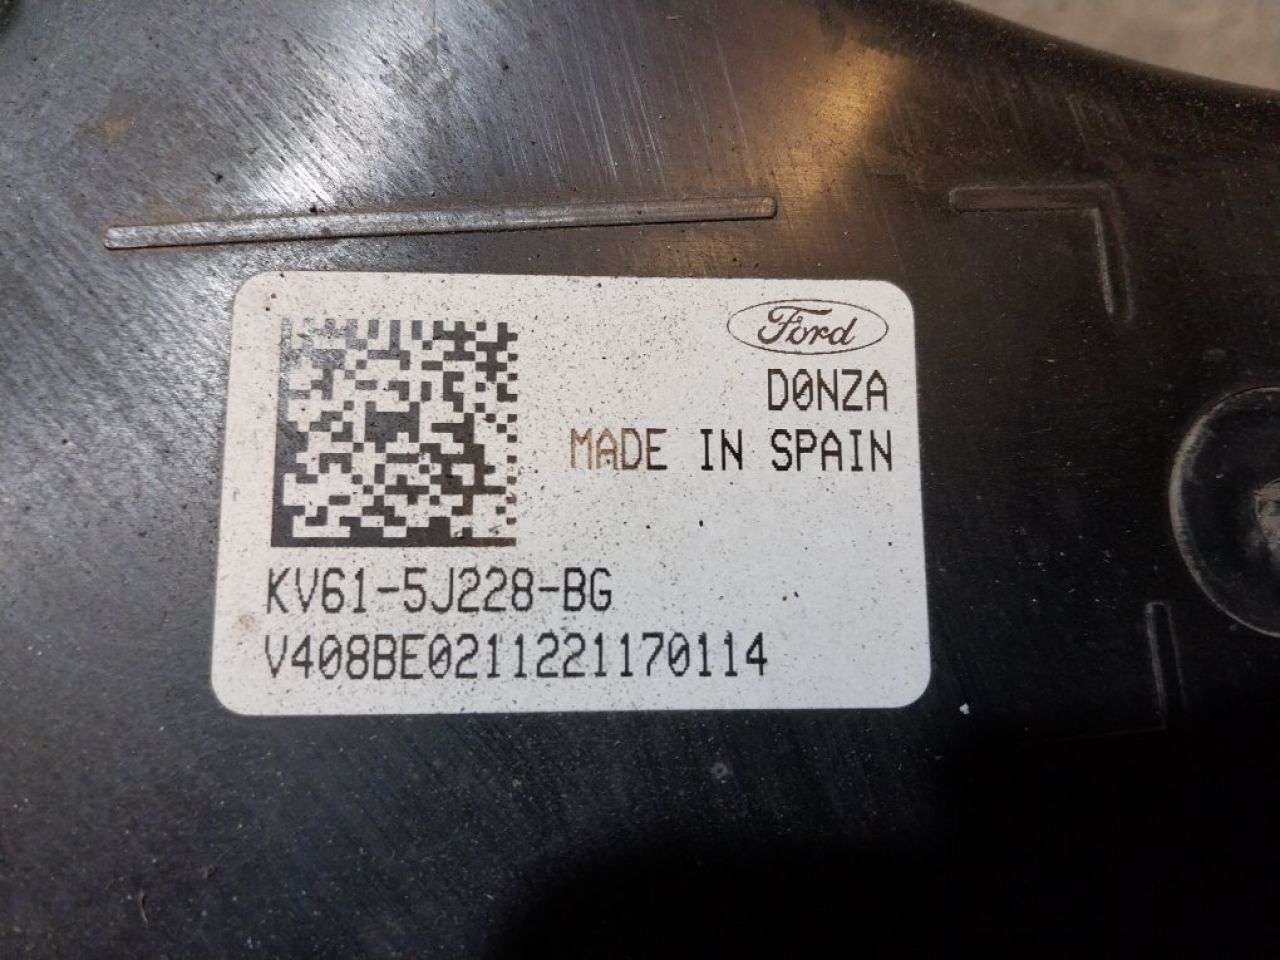 Ford
D0NZA
MADE IN SPAIN
KV61-5J228-BG
V408BE0211221170114